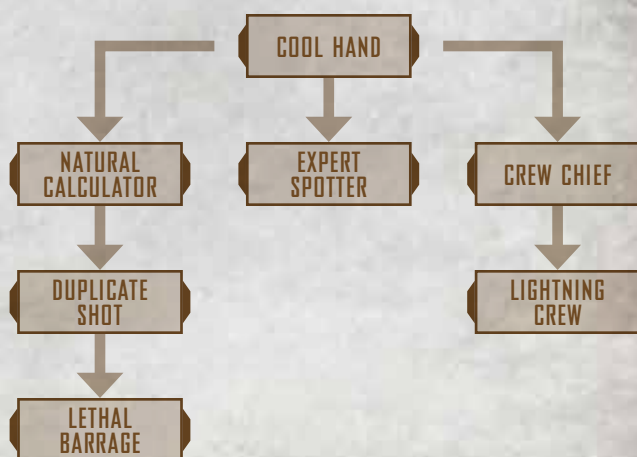 COOL HAND
NATURAL
CALCULATOR
EXPERT
SPOTTER
CREW CHIEF
DUPLICATE
SHOT
LIGHTNING
CREW
LETHAL
BARRAGE